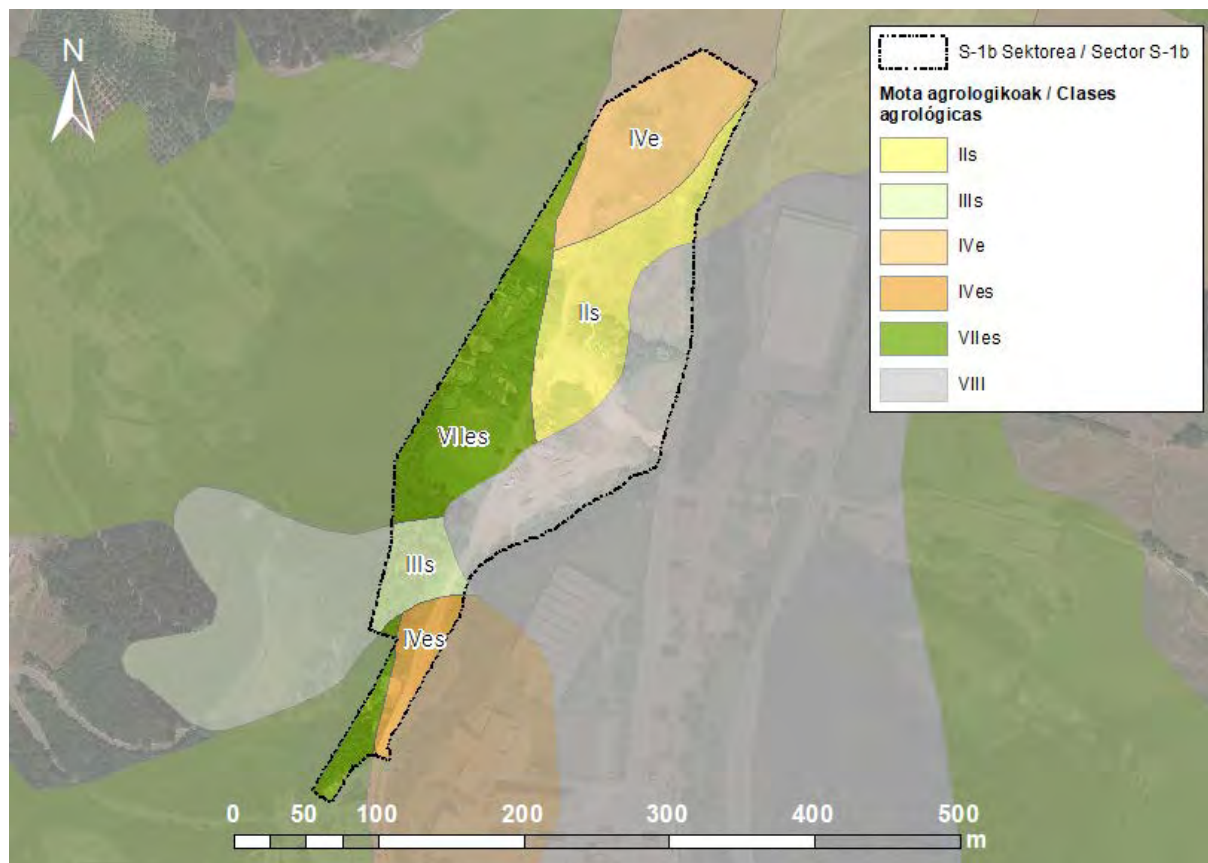 N
S-1b Sektorea / Sector S-1b
Mota agrologikoak / Clases
agrológicas
IIs
IIIs
IVe
IVes
VIIes
VIII
IVe
IIs
VIIes
IIIs
IVes
0 50 100 200 300 400 500
m